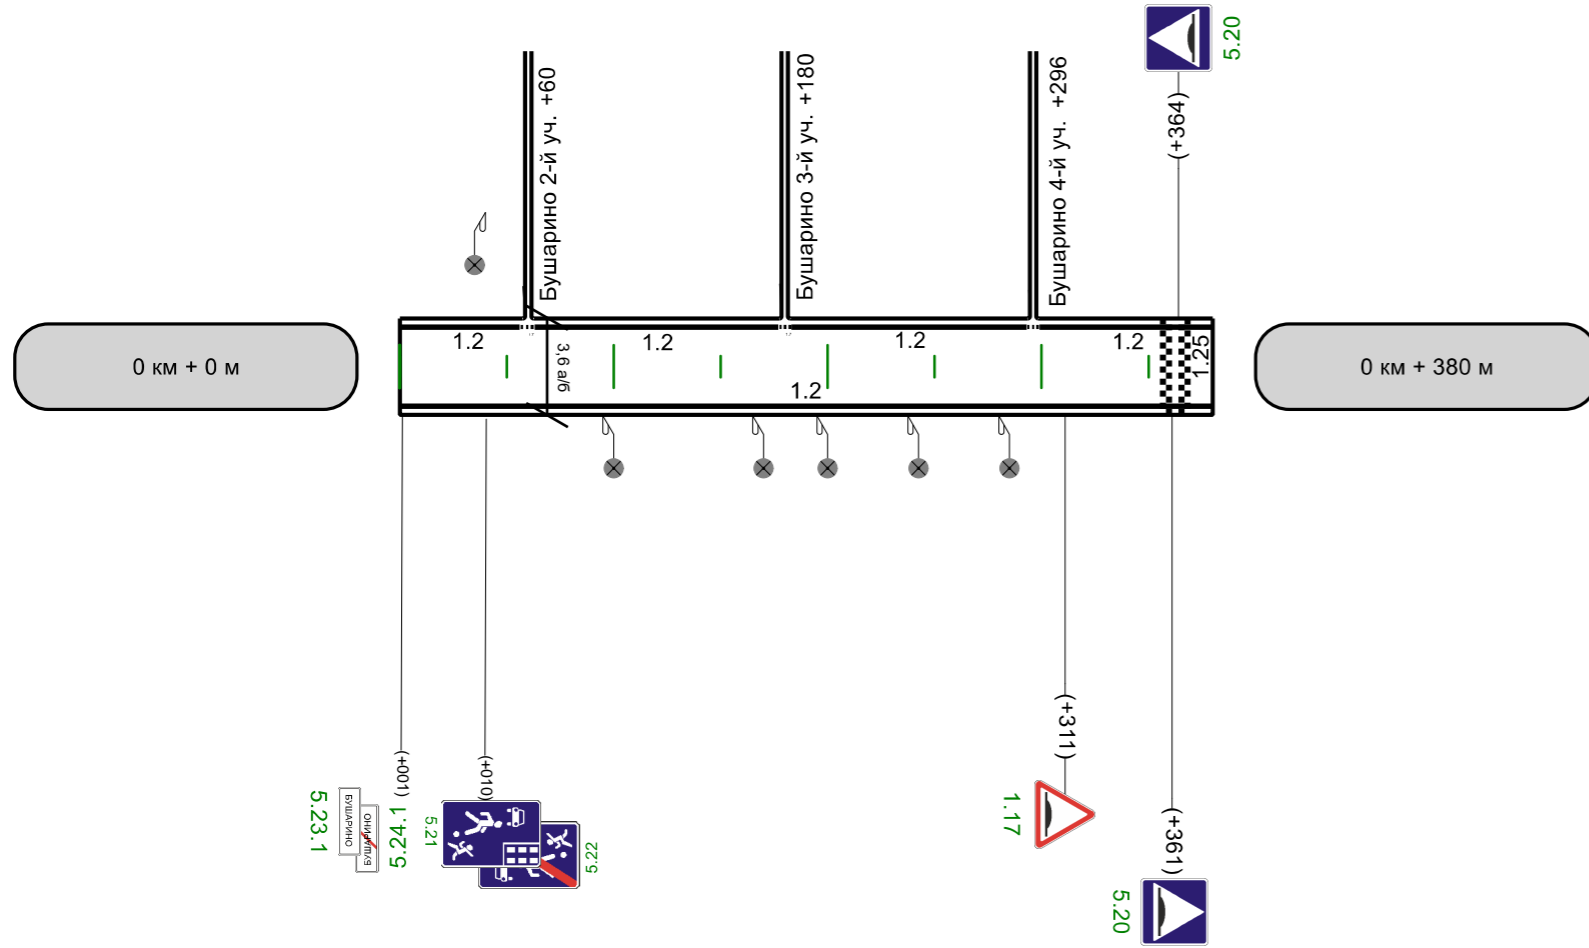 5.20
(+364)
Бушарино 2-й уч. +60
Бушарино 3-й уч. +180
Бушарино 4-й уч. +296
0 км + 0 м
1.2
3,6 а/б
1.2
1.2
1.2
1.2
1.25
0 км + 380 м
(+001)
(+010)
(+311)
(+361)
5.23.1
БУШАРИНО
БУШАРИНО
5.24.1
5.21
5.22
1.17
5.20